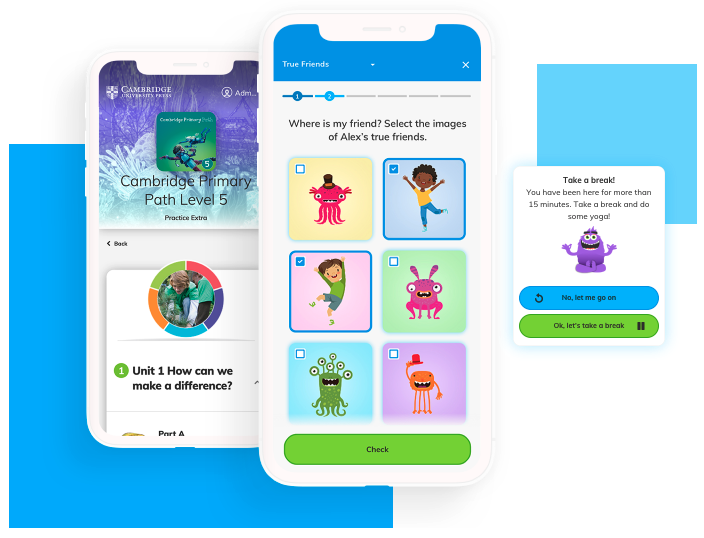 CAMBRIDGE
UNIVERSITY PRESS
Adm...
Cambridge Primary Path
5
Cambridge Primary
Path Level 5
Practice Extra
Back
1 Unit 1 How can we
make a difference?
Part A
True Friends
1 2
Where is my friend? Select the images
of Alex's true friends.
Check
Take a break!
You have been here for more than
15 minutes. Take a break and do
some yoga!
No, let me go on
Ok, let's take a break